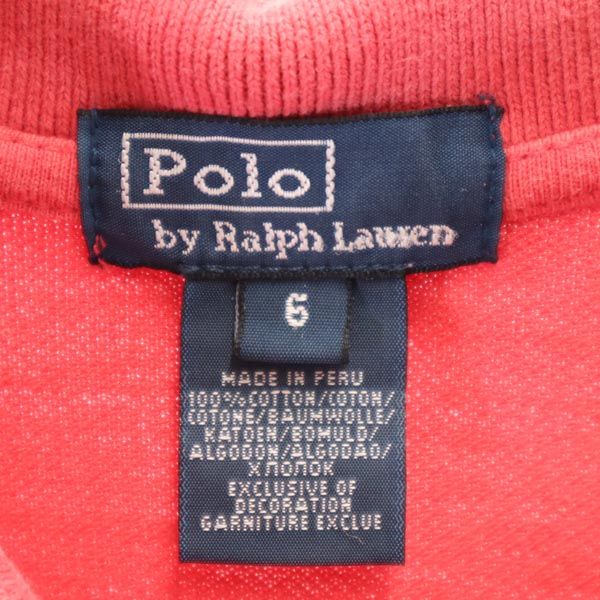 Polo
by Ralph Lauren
6
MADE IN PERU
100% COTTON/COTON/
COTONE/BAUMWOLLE/
KATOEN/BOMULD/
ALGODON/ALGODAO/
ХЛОПОК
EXCLUSIVE OF
DECORATION
GARNITURE EXCLUE